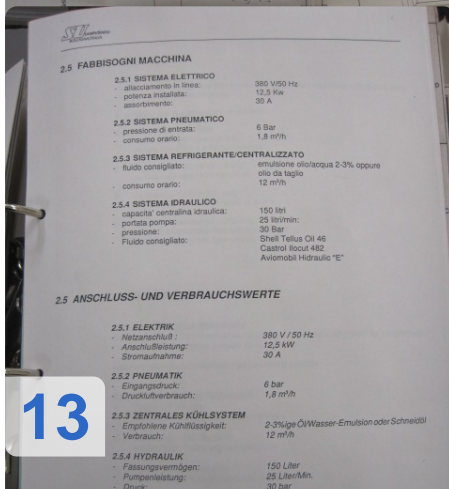 2.5 FABBISOGNI MACCHINA
2.5.1 SISTEMA ELETTRICO
- allacciamento in linea: 380 V/50 Hz
- potenza installata: 12,5 Kw
- assorbimento: 30 A
2.5.2 SISTEMA PNEUMATICO
- pressione di entrata: 6 Bar
- consumo orario: 1,8 m³/h
2.5.3 SISTEMA REFRIGERANTE/CENTRALIZZATO
- fluido consigliato: emulsione olio/acqua 2-3% oppure
olio da taglio
- consumo orario: 12 m³/h
2.5.4 SISTEMA IDRAULICO
- capacita' centralina idraulica: 150 litri
- portata pompa: 25 litri/min:
- pressione: 30 Bar
- Fluido consigliato: Shell Tellus Oil 46
Castrol Ilocut 482
Aviomobil Hidraulic "E"
2.5 ANSCHLUSS- UND VERBRAUCHSWERTE
2.5.1 ELEKTRIK
- Netzanschluß : 380 V / 50 Hz
- Anschlußleistung: 12,5 kW
- Stromaufnahme: 30 A
2.5.2 PNEUMATIK
- Eingangsdruck: 6 bar
- Druckluftverbrauch: 1,8 m³/h
2.5.3 ZENTRALES KÜHLSYSTEM
- Empfohlene Kühlflüssigkeit: 2-3%ige Öl/Wasser-Emulsion oder Schneidöl
- Verbrauch: 12 m³/h
2.5.4 HYDRAULIK
- Fassungsvermögen: 150 Liter
- Pumpenleistung: 25 Liter/Min.
- Druck: 30 bar
13